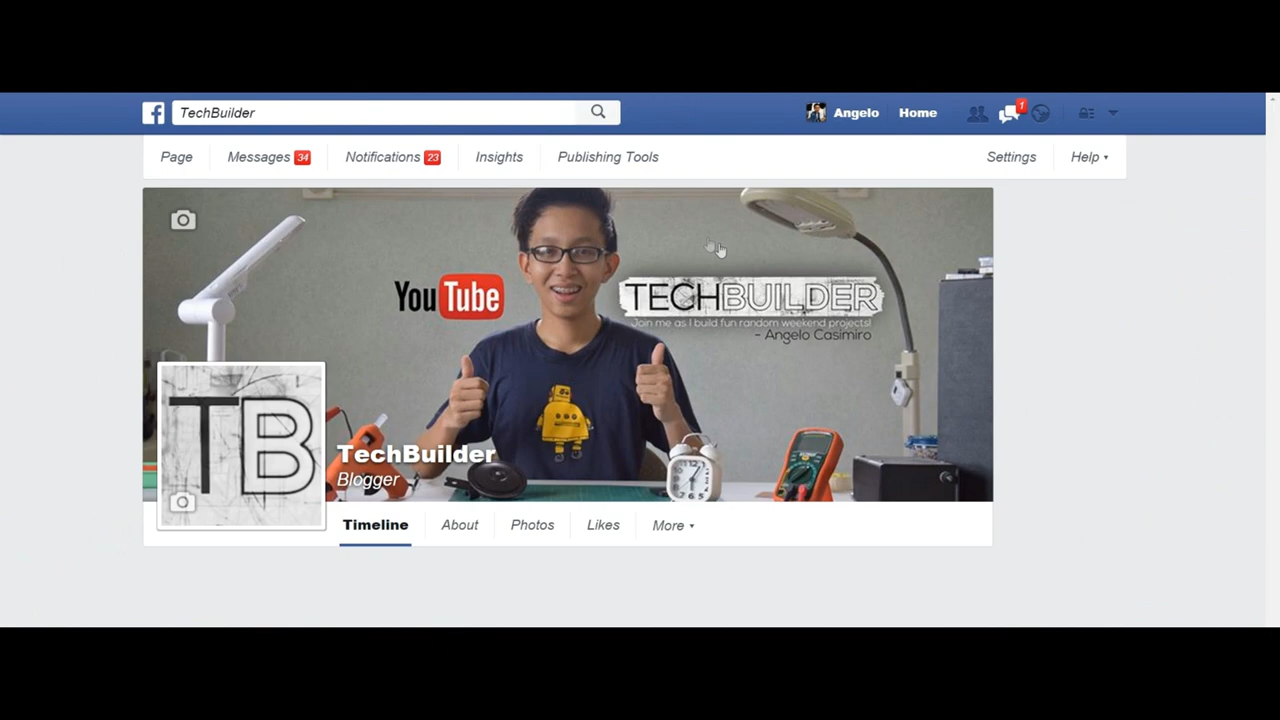 TechBuilder
Angelo
Home
1
Page
Messages 34
Notifications 23
Insights
Publishing Tools
Settings
Help
YouTube
TECHBUILDER
Join me as I build fun random weekend projects!
- Angelo Casimiro
TB
TechBuilder
Blogger
Timeline
About
Photos
Likes
More